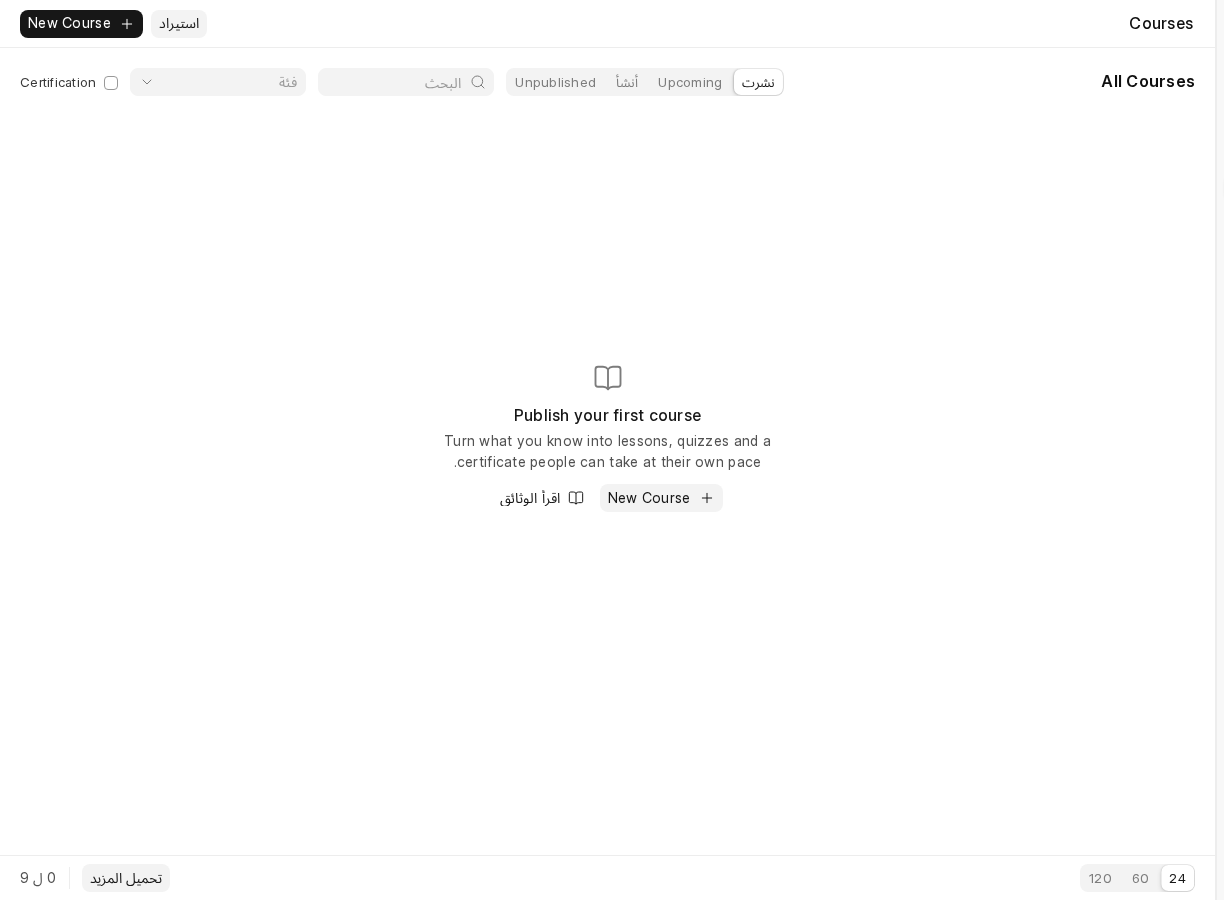 Courses
استيراد
New Course
All Courses
نشرت
Upcoming
أنشأ
Unpublished
البحث
فئة
Certification
Publish your first course
Turn what you know into lessons, quizzes and a
certificate people can take at their own pace.
New Course
اقرأ الوثائق
24
60
120
تحميل المزيد
0 ل 9